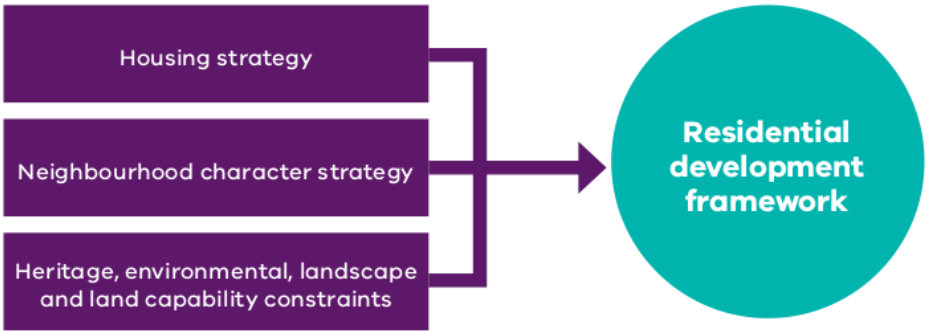 Housing strategy
Neighbourhood character strategy
Heritage, environmental, landscape
and land capability constraints
Residential
development
framework